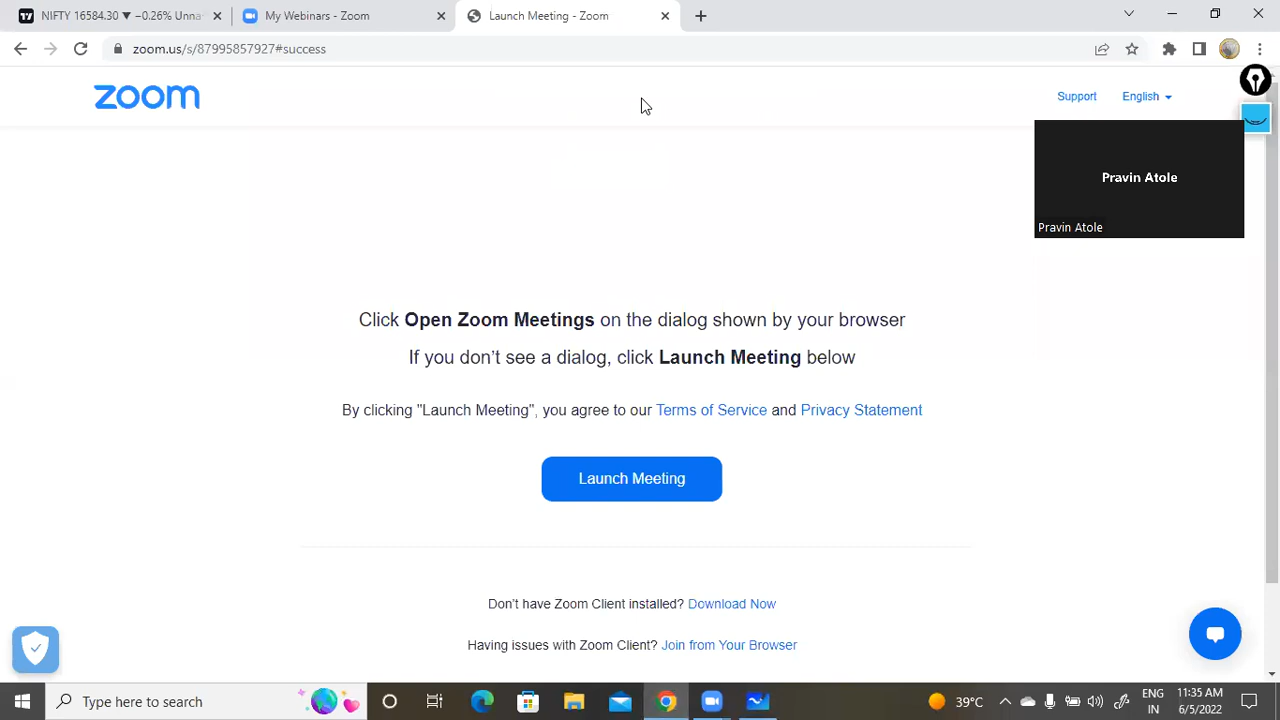 NIFTY 16584.30 ▼ −0.26% Unna
My Webinars - Zoom
Launch Meeting - Zoom
zoom.us/s/87995857927#success
zoom
Support
English
Pravin Atole
Pravin Atole
Click Open Zoom Meetings on the dialog shown by your browser
If you don’t see a dialog, click Launch Meeting below
By clicking "Launch Meeting", you agree to our Terms of Service and Privacy Statement
Launch Meeting
Don’t have Zoom Client installed? Download Now
Having issues with Zoom Client? Join from Your Browser
Type here to search
39°C
ENG
IN
11:35 AM
6/5/2022